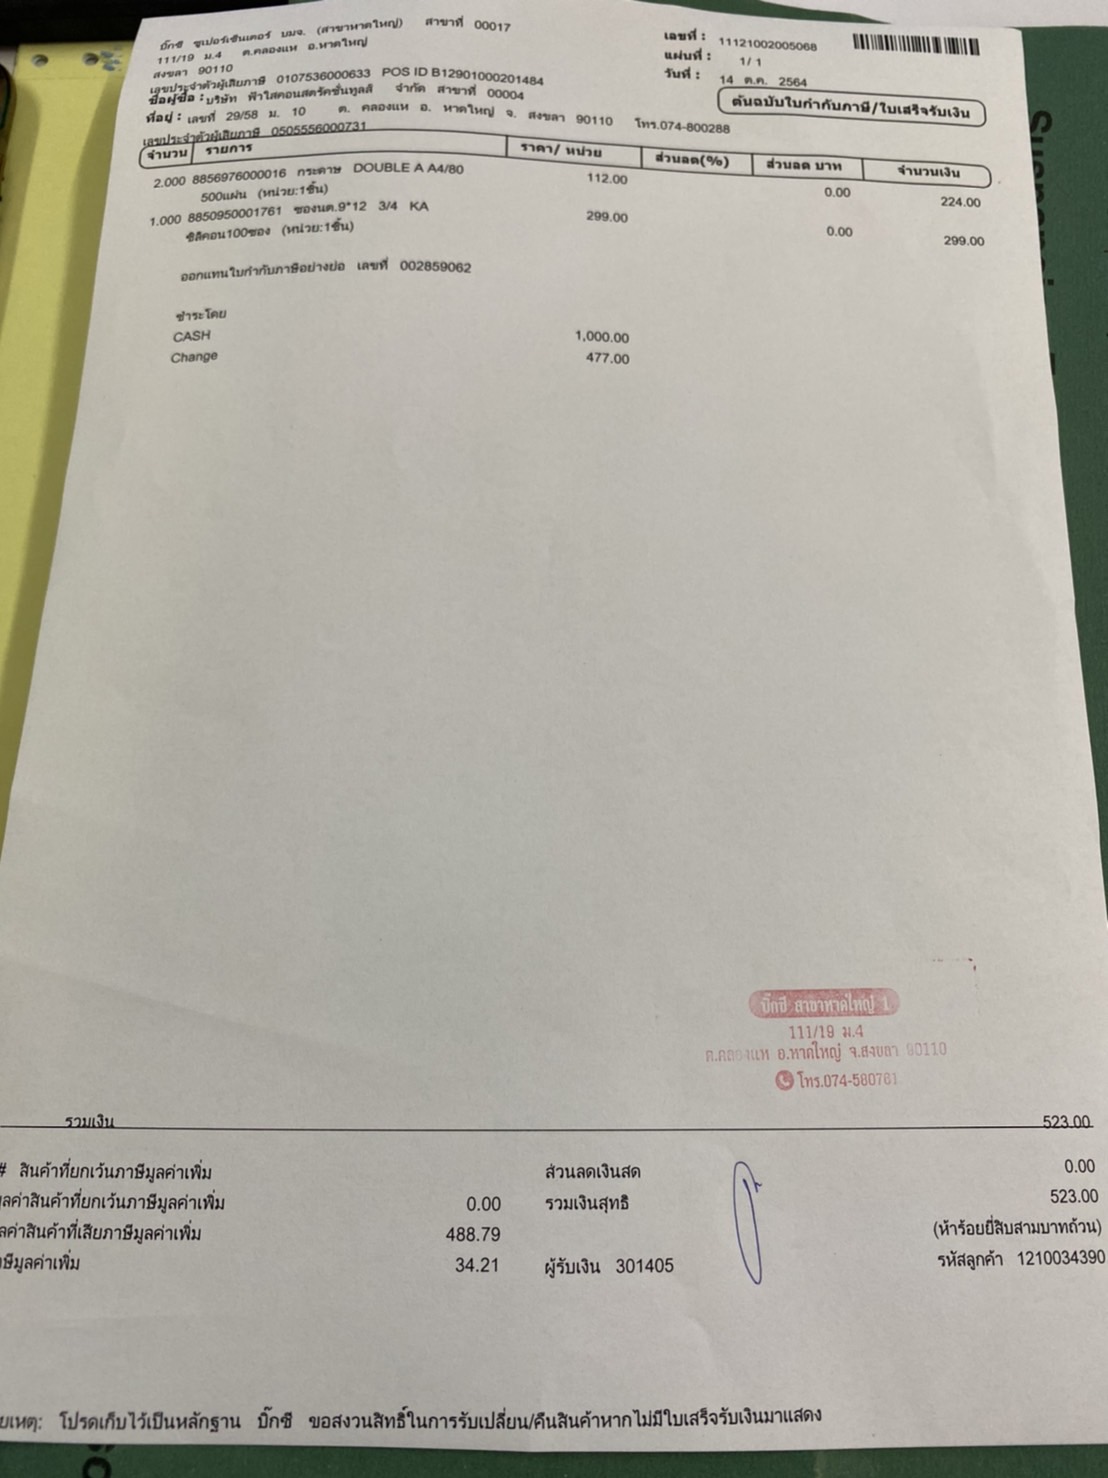 บิ๊กซี ซูเปอร์เซ็นเตอร์ บมจ. (สาขาหาดใหญ่) สาขาที่ 00017
111/19 ม.4 ต.คลองแห อ.หาดใหญ่
สงขลา 90110
เลขประจำตัวผู้เสียภาษี 0107536000633 POS ID B12901000201484
เลขที่ : 11121002005068
แผ่นที่ : 1/ 1
วันที่ : 14 ต.ค. 2564
ต้นฉบับใบกำกับภาษี/ใบเสร็จรับเงิน
ชื่อผู้ซื้อ : บริษัท ฟ้าใสคอนสตรัคชั่นทูลส์ จำกัด สาขาที่ 00004
ที่อยู่ : เลขที่ 29/58 ม. 10 ต. คลองแห อ. หาดใหญ่ จ. สงขลา 90110 โทร.074-800288
เลขประจำตัวผู้เสียภาษี 0505556000731
จำนวน รายการ ราคา/ หน่วย ส่วนลด(%) ส่วนลด บาท จำนวนเงิน
2.000 8856976000016 กระดาษ DOUBLE A A4/80 112.00 0.00 224.00
500แผ่น (หน่วย:1ชิ้น)
1.000 8850950001761 ซองนต.9*12 3/4 KA 299.00 0.00 299.00
ซิลิคอน100ซอง (หน่วย:1ชิ้น)
ออกแทนใบกำกับภาษีอย่างย่อ เลขที่ 002859062
ชำระโดย
CASH 1,000.00
Change 477.00
บิ๊กซี สาขาหาดใหญ่ 1
111/19 ม.4
ต.คลองแห อ.หาดใหญ่ จ.สงขลา 90110
โทร.074-580761
รวมเงิน 523.00
# สินค้าที่ยกเว้นภาษีมูลค่าเพิ่ม ส่วนลดเงินสด 0.00
ลค่าสินค้าที่ยกเว้นภาษีมูลค่าเพิ่ม 0.00 รวมเงินสุทธิ 523.00
ลค่าสินค้าที่เสียภาษีมูลค่าเพิ่ม 488.79 (ห้าร้อยยี่สิบสามบาทถ้วน)
ษีมูลค่าเพิ่ม 34.21 ผู้รับเงิน 301405 รหัสลูกค้า 1210034390
ยเหตุ: โปรดเก็บไว้เป็นหลักฐาน บิ๊กซี ขอสงวนสิทธิ์ในการรับเปลี่ยน/คืนสินค้าหากไม่มีใบเสร็จรับเงินมาแสดง